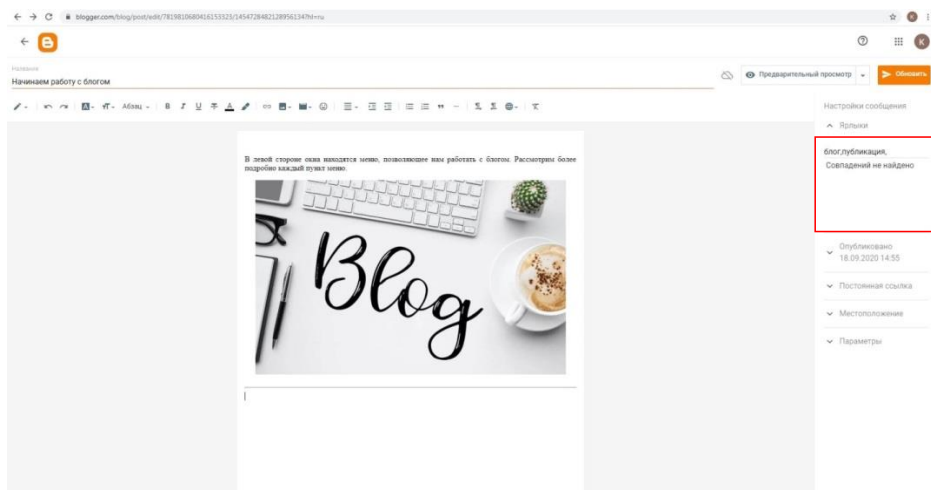 blogger.com/blog/post/edit/7819810680416153323/1454728482128956134?hl=ru
K
K
Название
Начинаем работу с блогом
Предварительный просмотр
Обновить
Абзац
B I U
Настройки сообщения
Ярлыки
блог,публикация,
Совпадений не найдено
В левой стороне окна находятся меню, позволяющее нам работать с блогом. Рассмотрим более
подробно каждый пункт меню.
Blog
Опубликовано
18.09.2020 14:55
Постоянная ссылка
Местоположение
Параметры